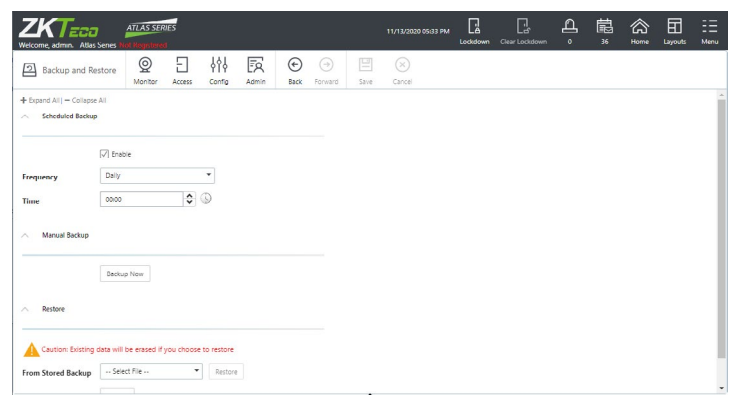 ZKTeco ATLAS SERIES
11/13/2020 05:33 PM
Welcome, admin. Atlas Series Not Registered
Lockdown Clear Lockdown 0 36 Home Layouts Menu
Backup and Restore
Monitor Access Config Admin Back Forward Save Cancel
Expand All | Collapse All
Scheduled Backup
Enable
Frequency Daily
Time 00:00
Manual Backup
Backup Now
Restore
Caution: Existing data will be erased if you choose to restore
From Stored Backup -- Select File -- Restore